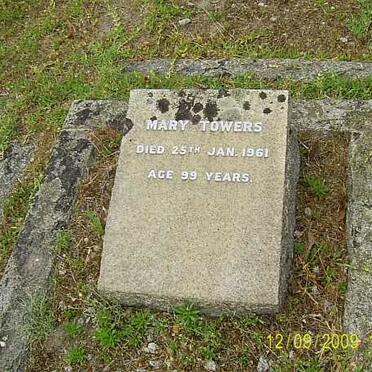 MARY TOWERS
DIED 25TH JAN. 1961
AGE 99 YEARS.
12/09/2009